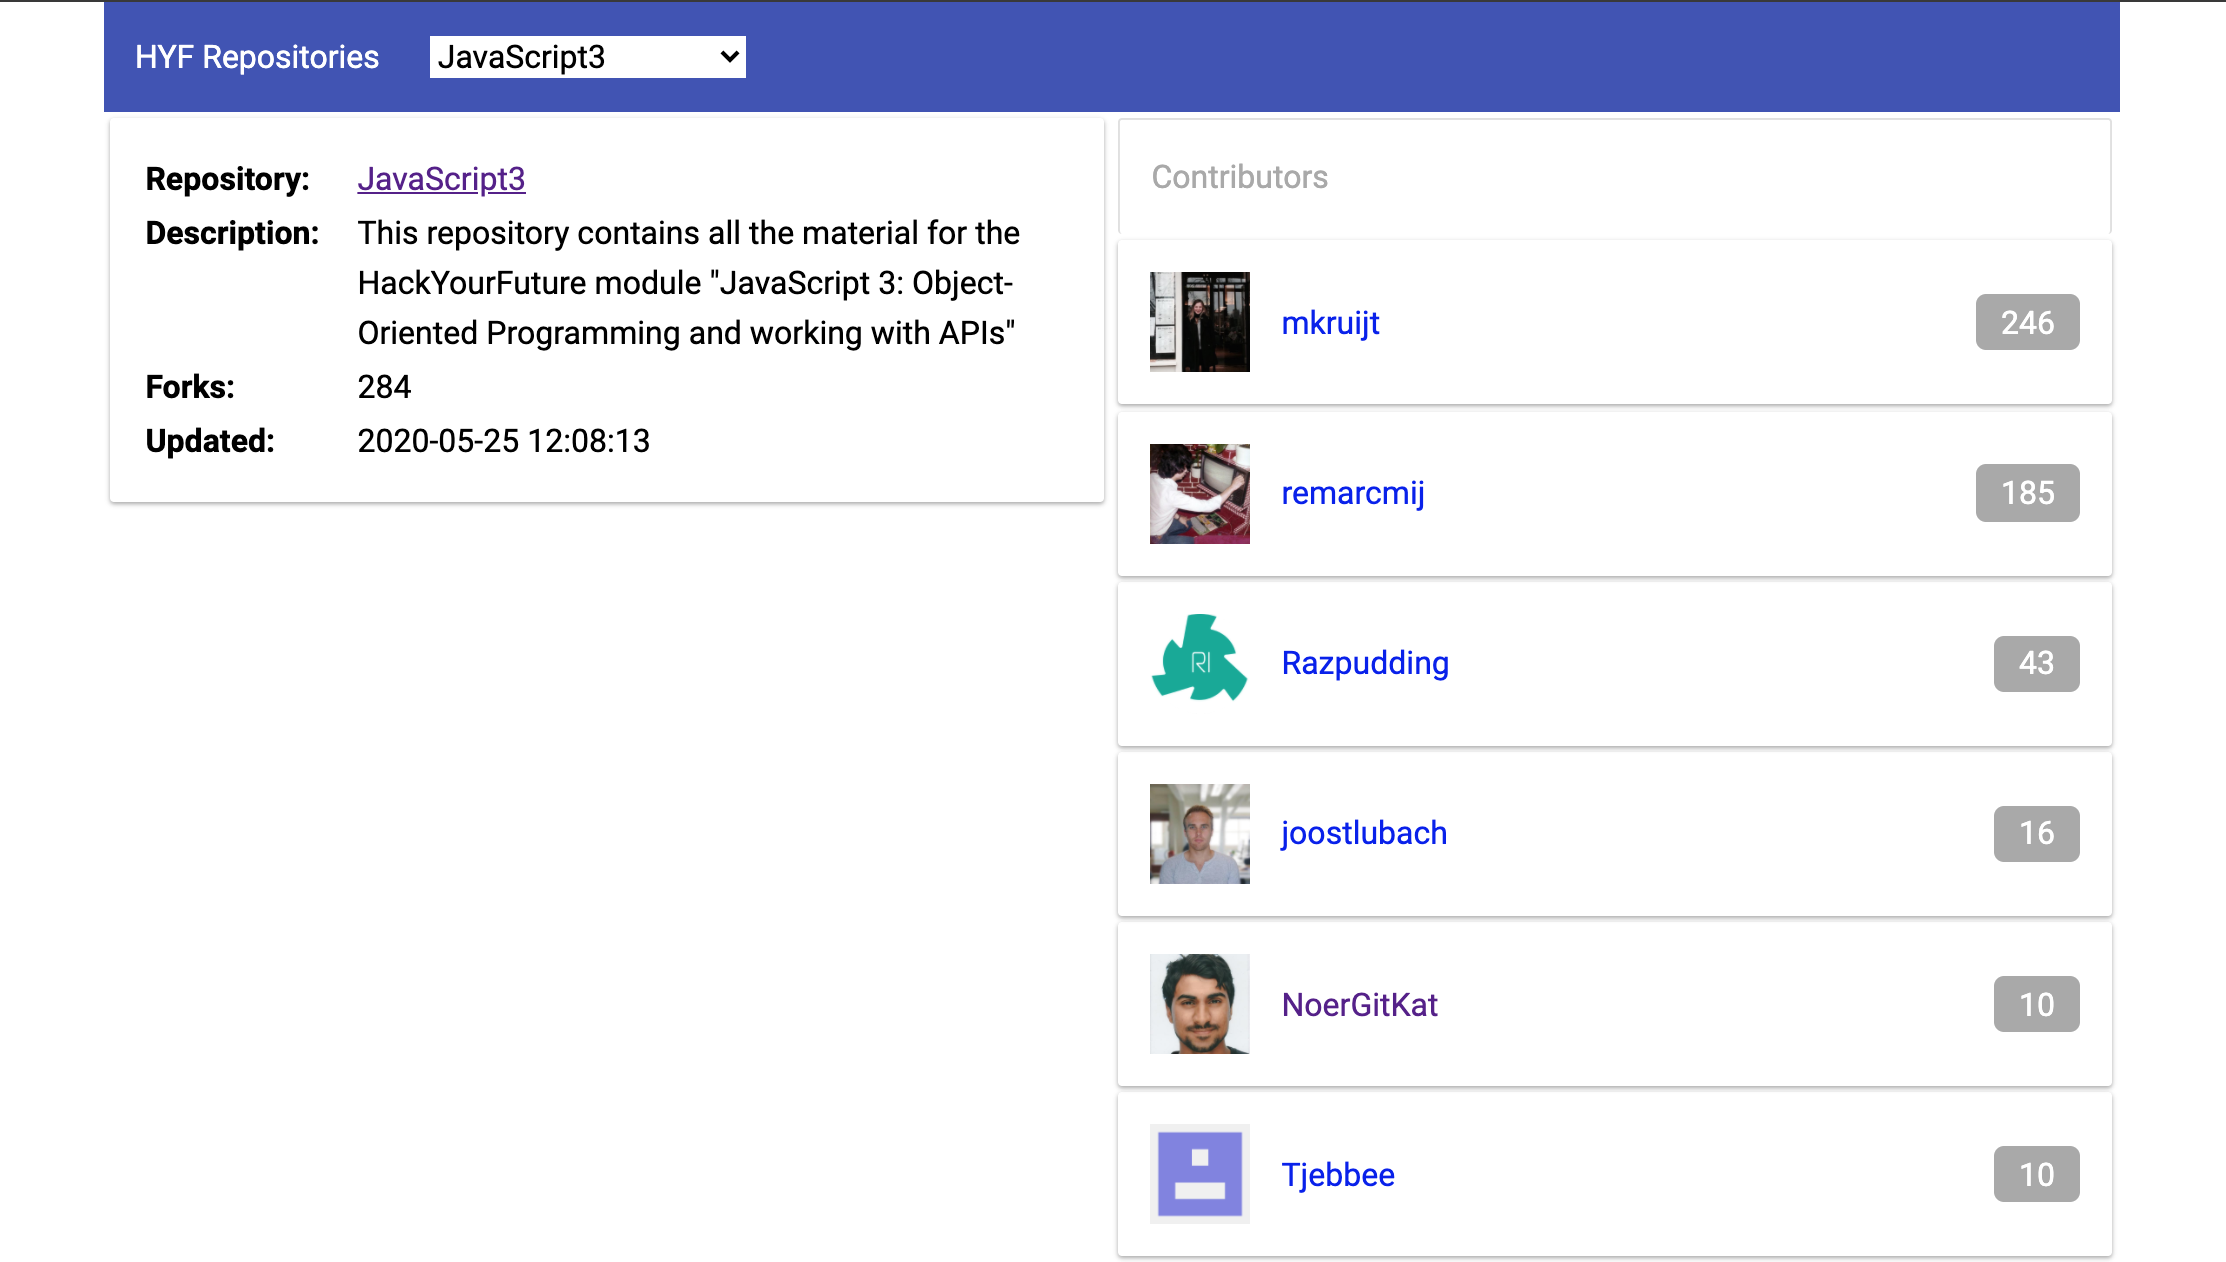 HYF Repositories
JavaScript3
Repository: JavaScript3
Description: This repository contains all the material for the
HackYourFuture module "JavaScript 3: Object-
Oriented Programming and working with APIs"
Forks: 284
Updated: 2020-05-25 12:08:13
Contributors
mkruijt 246
remarcmij 185
RI
Razpudding 43
joostlubach 16
NoerGitKat 10
Tjebbee 10